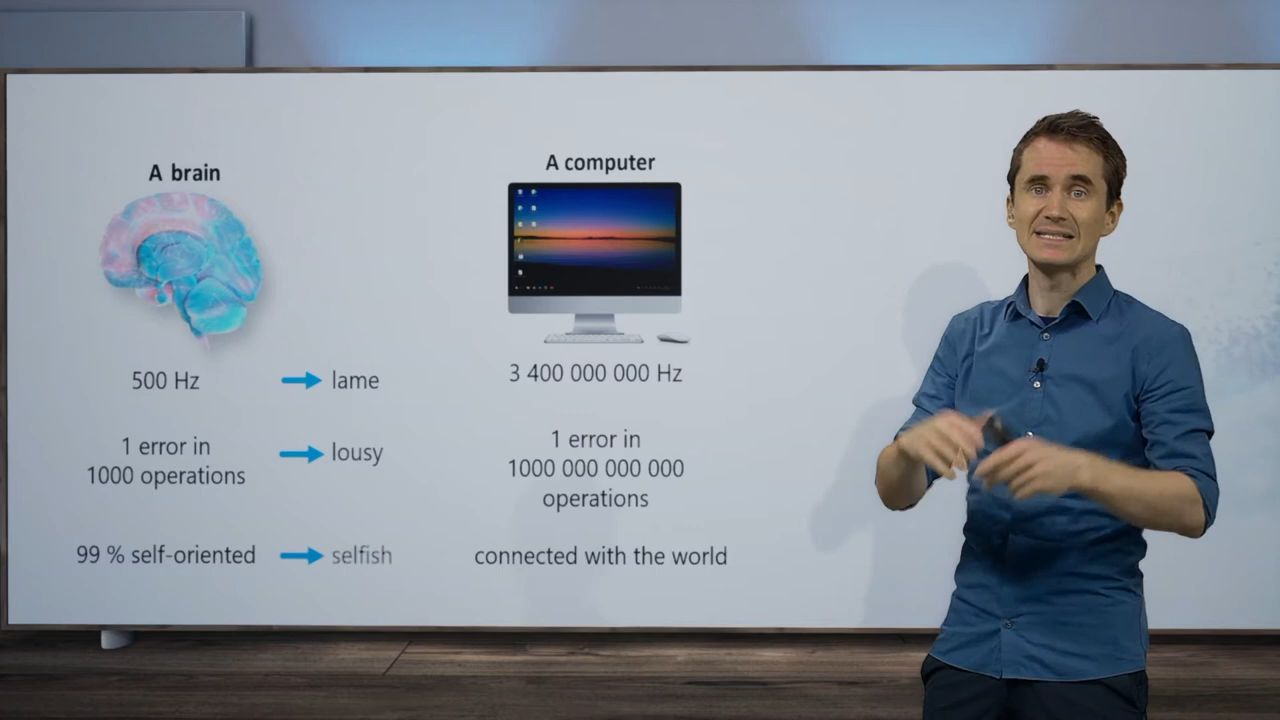 A brain
500 Hz
lame
1 error in
1000 operations
lousy
99 % self-oriented
selfish
A computer
3 400 000 000 Hz
1 error in
1000 000 000 000
operations
connected with the world